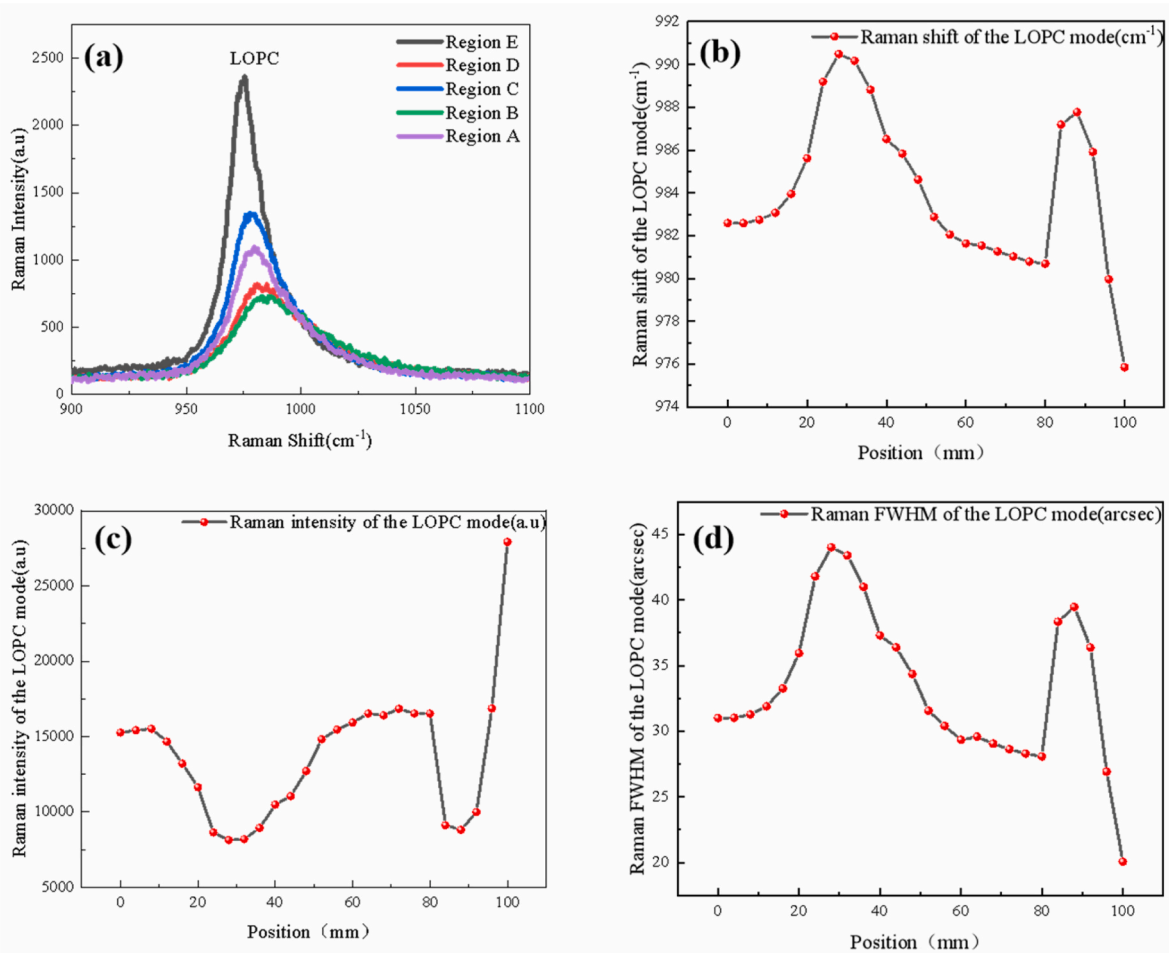 (a)
LOPC
Region E
Region D
Region C
Region B
Region A
2500
2000
1500
1000
500
0
Raman Intensity(a.u)
900 950 1000 1050 1100
Raman Shift(cm⁻¹)
(b)
Raman shift of the LOPC mode(cm⁻¹)
992
990
988
986
984
982
980
978
976
974
Raman shift of the LOPC mode(cm⁻¹)
0 20 40 60 80 100
Position（mm）
(c)
Raman intensity of the LOPC mode(a.u)
30000
25000
20000
15000
10000
5000
Raman intensity of the LOPC mode(a.u)
0 20 40 60 80 100
Position（mm）
(d)
Raman FWHM of the LOPC mode(arcsec)
45
40
35
30
25
20
Raman FWHM of the LOPC mode(arcsec)
0 20 40 60 80 100
Position（mm）